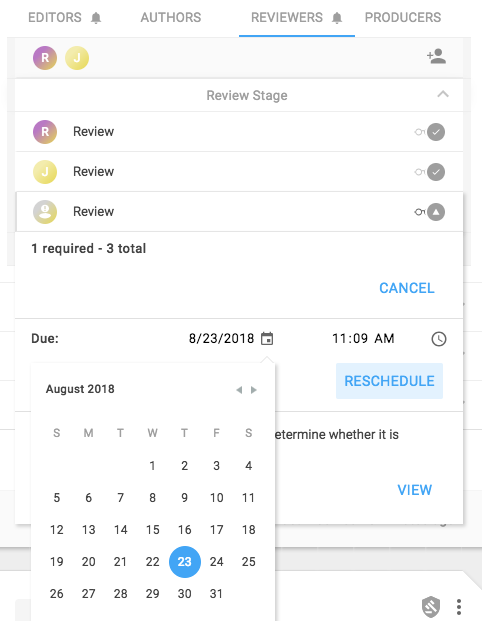 EDITORS AUTHORS REVIEWERS PRODUCERS
R J
Review Stage
R Review
J Review
Review
1 required - 3 total
CANCEL
Due: 8/23/2018 11:09 AM
RESCHEDULE
August 2018
S M T W T F S
etermine whether it is
1 2 3 4
5 6 7 8 9 10 11
VIEW
12 13 14 15 16 17 18
19 20 21 22 23 24 25
26 27 28 29 30 31